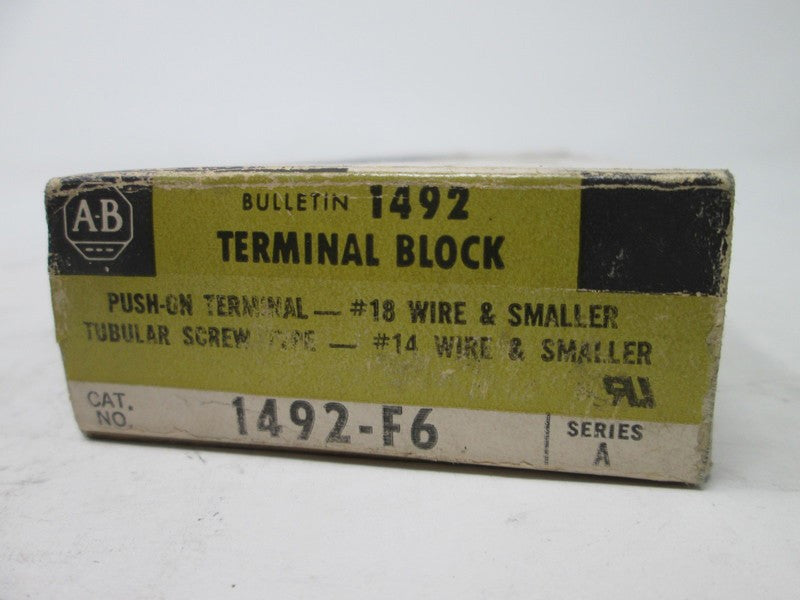 A-B
BULLETIN 1492
TERMINAL BLOCK
PUSH-ON TERMINAL — #18 WIRE & SMALLER
TUBULAR SCREW TYPE — #14 WIRE & SMALLER
RU
CAT. NO. 1492-F6
SERIES A